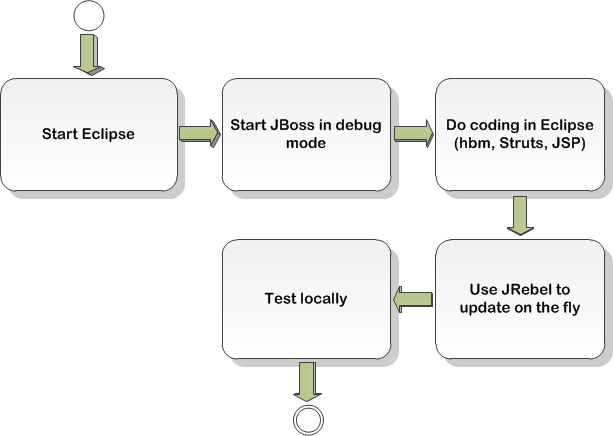 Start Eclipse
Start JBoss in debug
mode
Do coding in Eclipse
(hbm, Struts, JSP)
Use JRebel to
update on the fly
Test locally